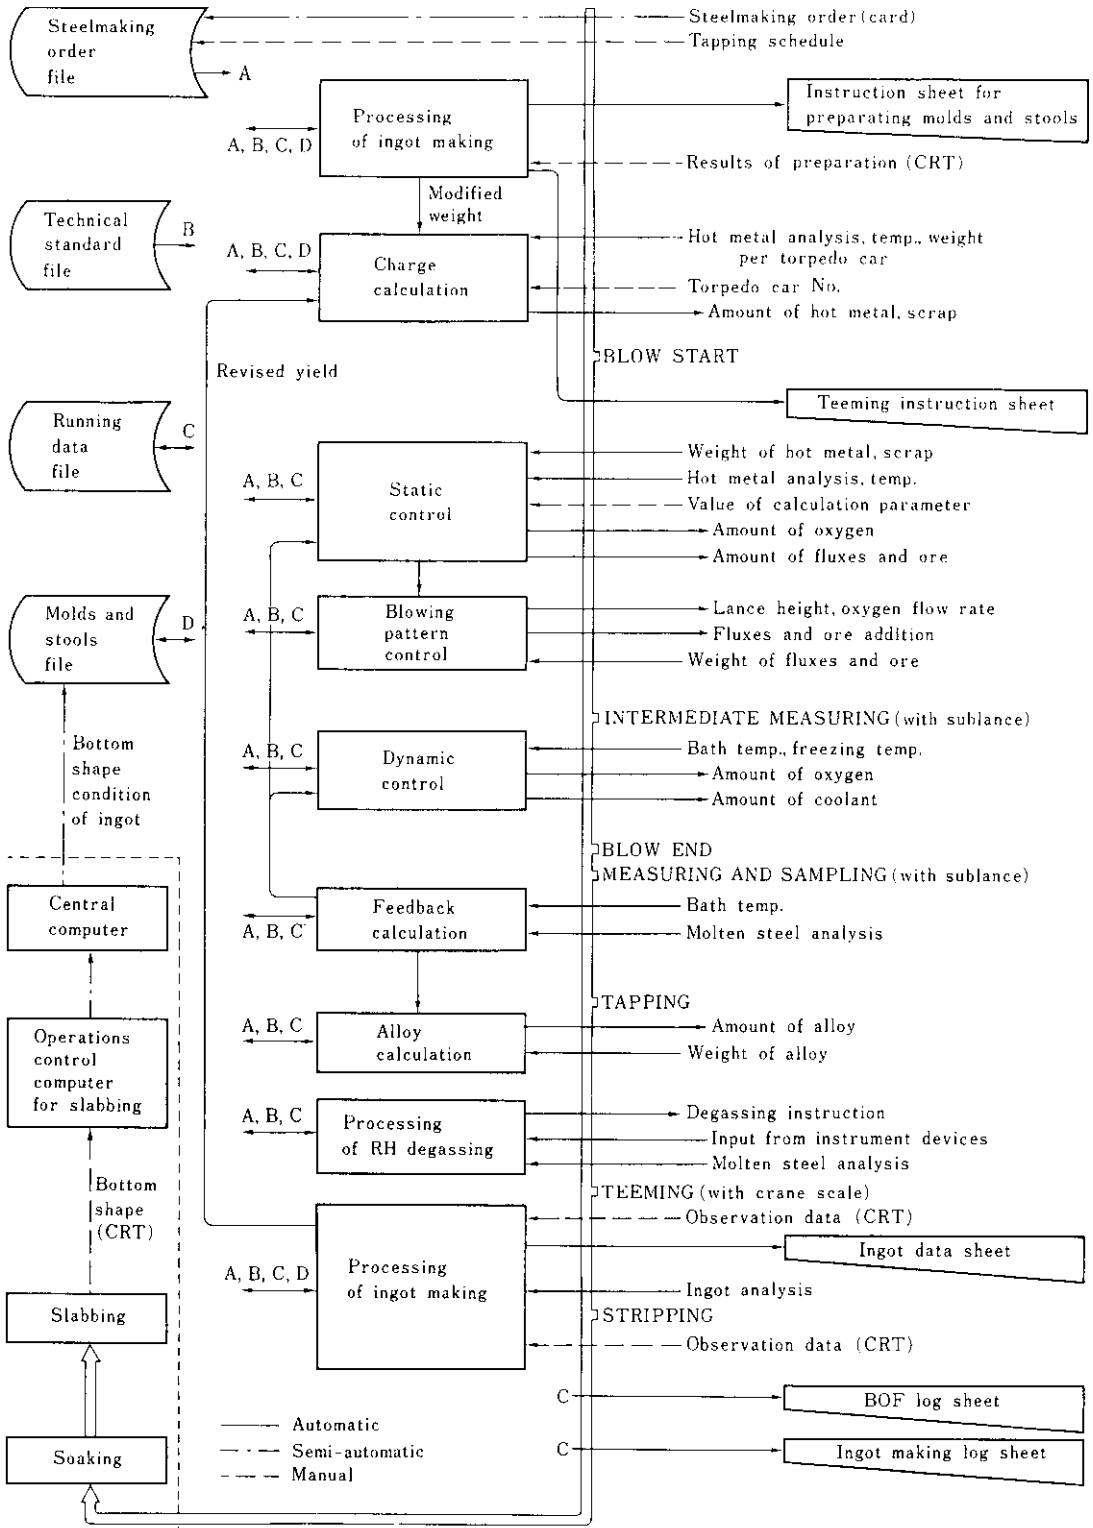 Steelmaking
order
file
A
Steelmaking order (card)
Tapping schedule
Processing
of ingot making
A, B, C, D
Instruction sheet for
preparating molds and stools
Results of preparation (CRT)
Modified
weight
Technical
standard
file
B
A, B, C, D
Charge
calculation
Hot metal analysis, temp., weight
per torpedo car
Torpedo car No.
Amount of hot metal, scrap
BLOW START
Revised yield
Teeming instruction sheet
Running
data
file
C
A, B, C
Static
control
Weight of hot metal, scrap
Hot metal analysis, temp.
Value of calculation parameter
Amount of oxygen
Amount of fluxes and ore
Molds and
stools
file
D
A, B, C
Blowing
pattern
control
Lance height, oxygen flow rate
Fluxes and ore addition
Weight of fluxes and ore
INTERMEDIATE MEASURING (with sublance)
Bottom
shape
condition
of ingot
A, B, C
Dynamic
control
Bath temp., freezing temp.
Amount of oxygen
Amount of coolant
BLOW END
MEASURING AND SAMPLING (with sublance)
Central
computer
A, B, C
Feedback
calculation
Bath temp.
Molten steel analysis
TAPPING
Operations
control
computer
for slabbing
A, B, C
Alloy
calculation
Amount of alloy
Weight of alloy
A, B, C
Processing
of RH degassing
Degassing instruction
Input from instrument devices
Molten steel analysis
Bottom
shape
(CRT)
TEEMING (with crane scale)
Observation data (CRT)
A, B, C, D
Processing
of ingot making
Ingot data sheet
Ingot analysis
STRIPPING
Observation data (CRT)
Slabbing
C
BOF log sheet
C
Ingot making log sheet
Soaking
Automatic
Semi-automatic
Manual